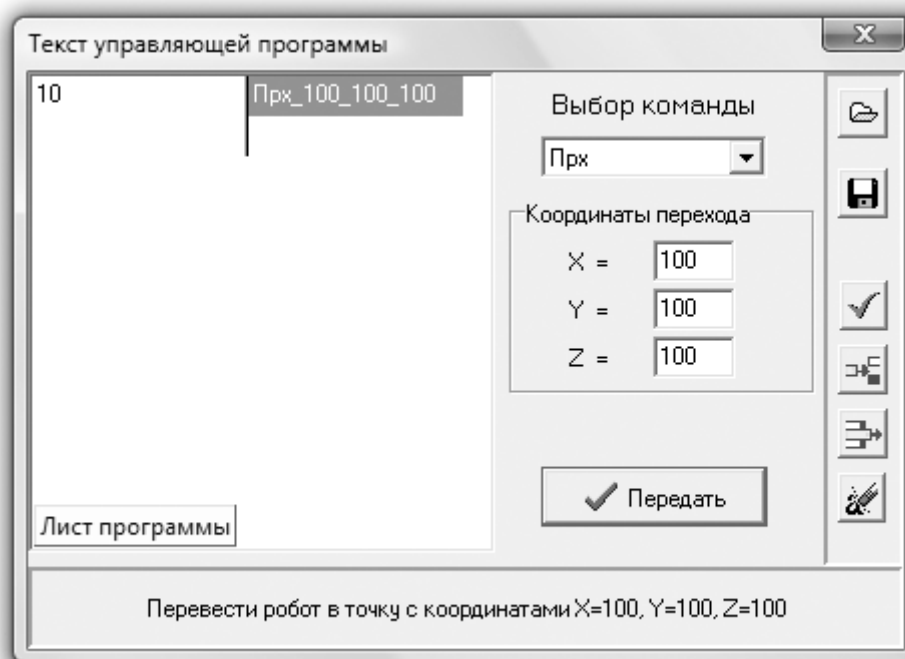 Текст управляющей программы
10 Прх_100_100_100
Выбор команды
Прх
Координаты перехода
X = 100
Y = 100
Z = 100
Передать
Лист программы
Перевести робот в точку с координатами X=100, Y=100, Z=100